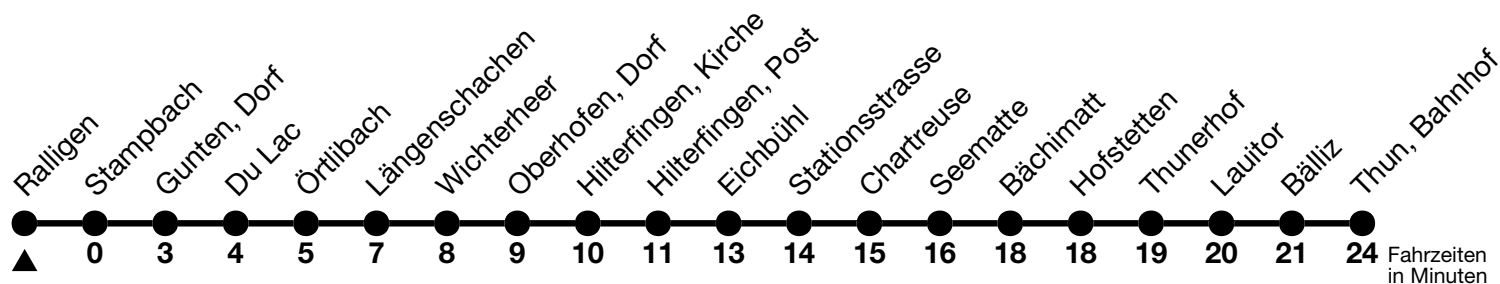 Ralligen
Stampbach
Gunten, Dorf
Du Lac
Örtlibach
Längenschachen
Wichterheer
Oberhofen, Dorf
Hilterfingen, Kirche
Hilterfingen, Post
Eichbühl
Stationsstrasse
Chartreuse
Seematte
Bächimatt
Hofstetten
Thunerhof
Lauitor
Bälliz
Thun, Bahnhof
0 3 4 5 7 8 9 10 11 13 14 15 16 18 18 19 20 21 24 Fahrzeiten
in Minuten